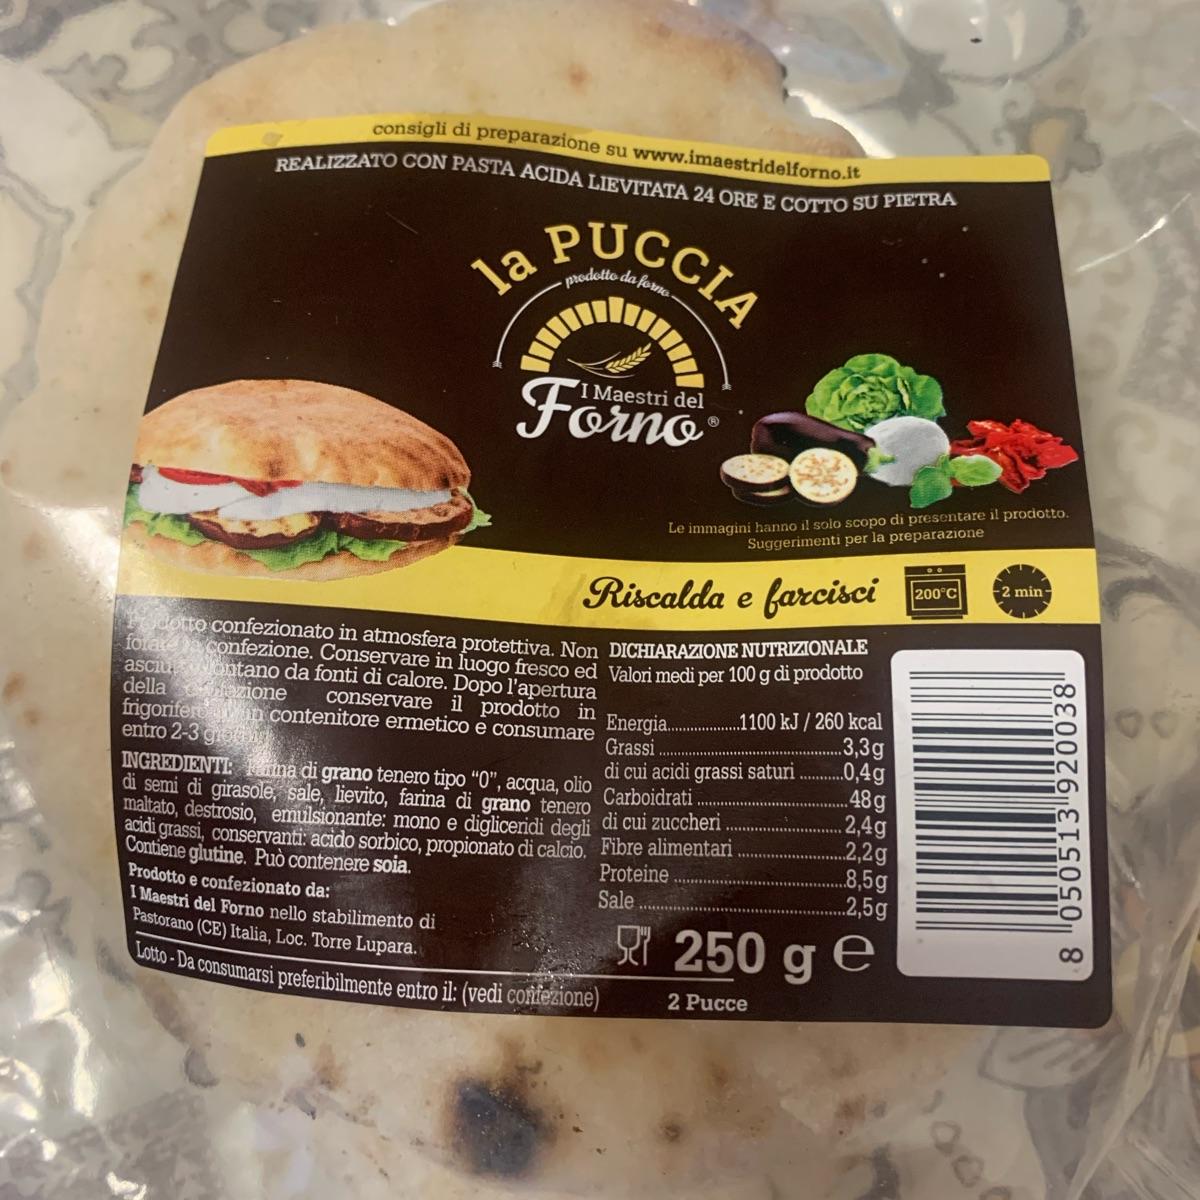 consigli di preparazione su www.imaestridelforno.it
REALIZZATO CON PASTA ACIDA LIEVITATA 24 ORE E COTTO SU PIETRA
la PUCCIA
prodotto da forno
I Maestri del
Forno®
Le immagini hanno il solo scopo di presentare il prodotto.
Suggerimenti per la preparazione
Riscalda e farcisci
200°C
2 min
Prodotto confezionato in atmosfera protettiva. Non
forare la confezione. Conservare in luogo fresco ed
asciutto lontano da fonti di calore. Dopo l'apertura
della confezione conservare il prodotto in
frigorifero in un contenitore ermetico e consumare
entro 2-3 giorni.
INGREDIENTI: Farina di grano tenero tipo "0", acqua, olio
di semi di girasole, sale, lievito, farina di grano tenero
maltato, destrosio, emulsionante: mono e digliceridi degli
acidi grassi, conservanti: acido sorbico, propionato di calcio.
Contiene glutine. Può contenere soia.
Prodotto e confezionato da:
I Maestri del Forno nello stabilimento di
Pastorano (CE) Italia, Loc. Torre Lupara.
Lotto - Da consumarsi preferibilmente entro il: (vedi confezione)
DICHIARAZIONE NUTRIZIONALE
Valori medi per 100 g di prodotto
Energia..............1100 kJ / 260 kcal
Grassi ..............3,3g
di cui acidi grassi saturi ..........0,4g
Carboidrati ..............48g
di cui zuccheri ..............2,4g
Fibre alimentari ..............2,2g
Proteine ..............8,5g
Sale ..............2,5g
250 g e
2 Pucce
8 050513 920038